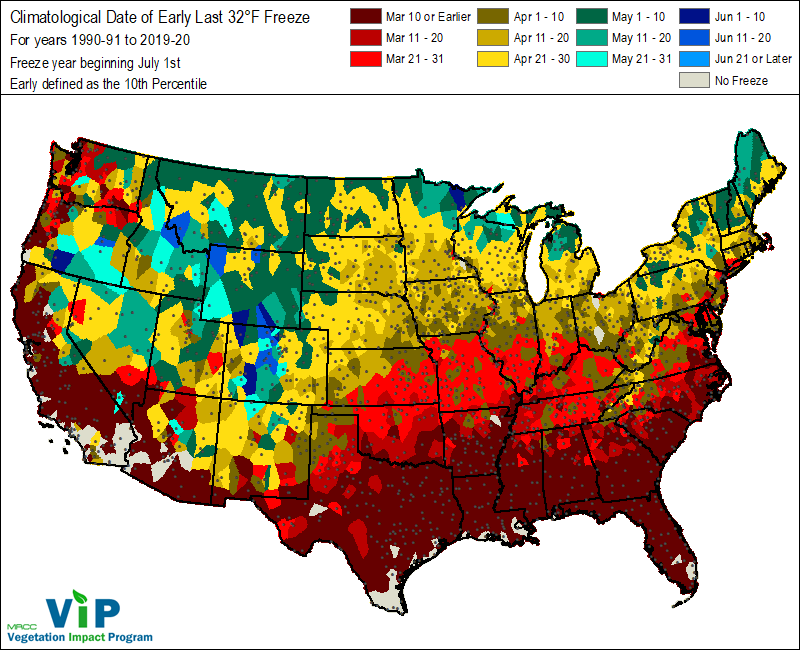 Climatological Date of Early Last 32°F Freeze
For years 1990-91 to 2019-20
Freeze year beginning July 1st
Early defined as the 10th Percentile
Mar 10 or Earlier
Mar 11 - 20
Mar 21 - 31
Apr 1 - 10
Apr 11 - 20
Apr 21 - 30
May 1 - 10
May 11 - 20
May 21 - 31
Jun 1 - 10
Jun 11 - 20
Jun 21 or Later
No Freeze
MRCC
ViP
Vegetation Impact Program